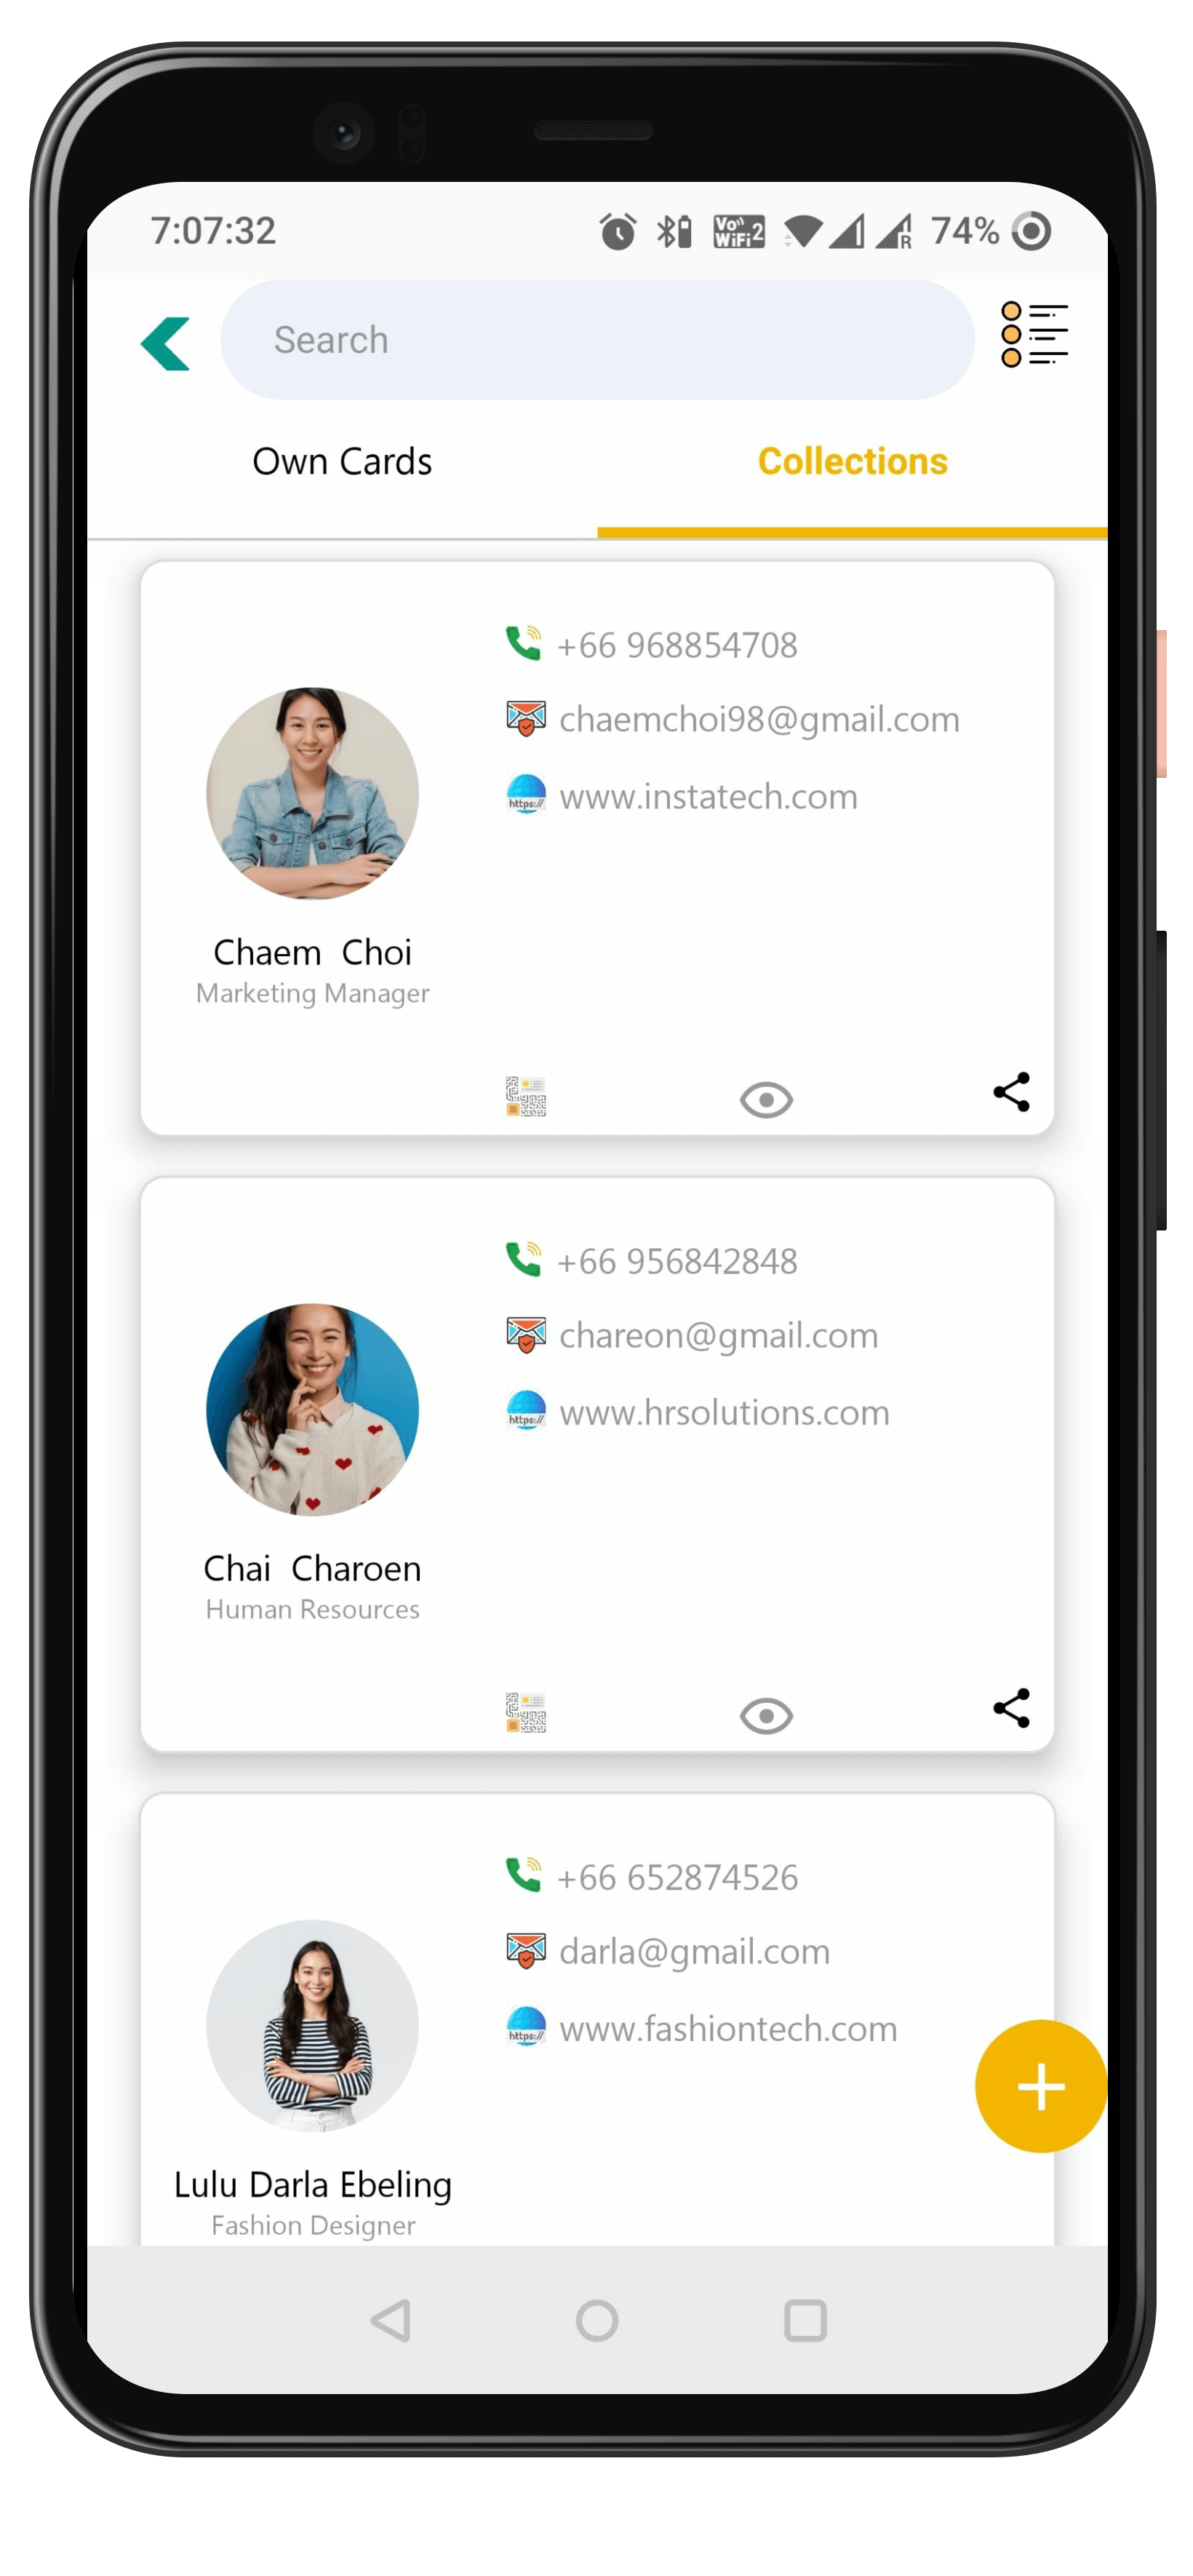 7:07:32
Vo)) WiFi 2
R
74%
Search
Own Cards
Collections
+66 968854708
chaemchoi98@gmail.com
https://
www.instatech.com
Chaem Choi
Marketing Manager
+66 956842848
chareon@gmail.com
https://
www.hrsolutions.com
Chai Charoen
Human Resources
+66 652874526
darla@gmail.com
https://
www.fashiontech.com
Lulu Darla Ebeling
Fashion Designer